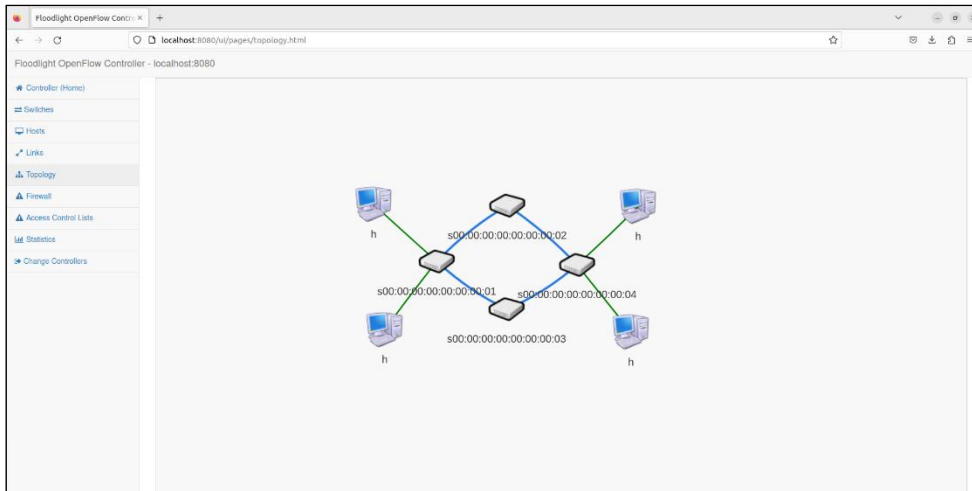 Floodlight OpenFlow Contro
localhost:8080/ui/pages/topology.html
Floodlight OpenFlow Controller - localhost:8080
Controller (Home)
Switches
Hosts
Links
Topology
Firewall
Access Control Lists
Statistics
Change Controllers
s00:00:00:00:00:00:00:02
h
h
s00:00:00:00:00:00:00:01
s00:00:00:00:00:00:00:04
s00:00:00:00:00:00:00:03
h
h